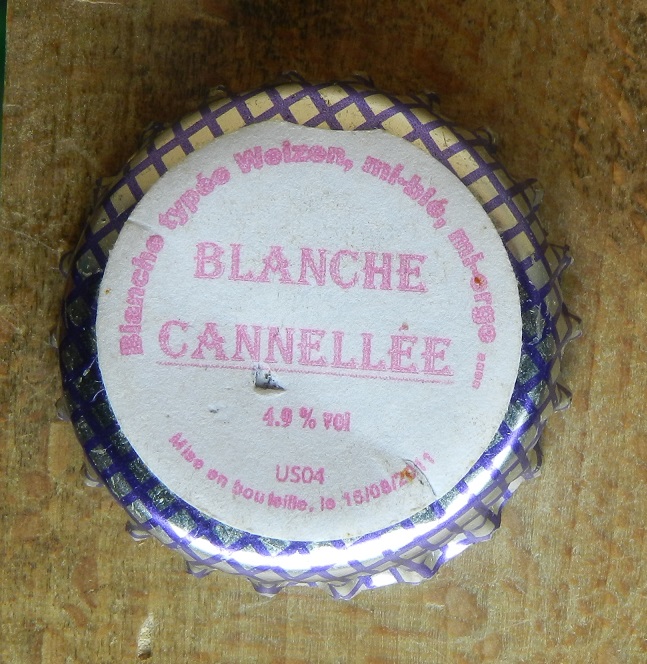 Blanche typée Weizen, mi-blé, mi-orge ....
BLANCHE
CANNELLÉE
4.9 % vol
US04
Mise en bouteille, le 15/08/2011